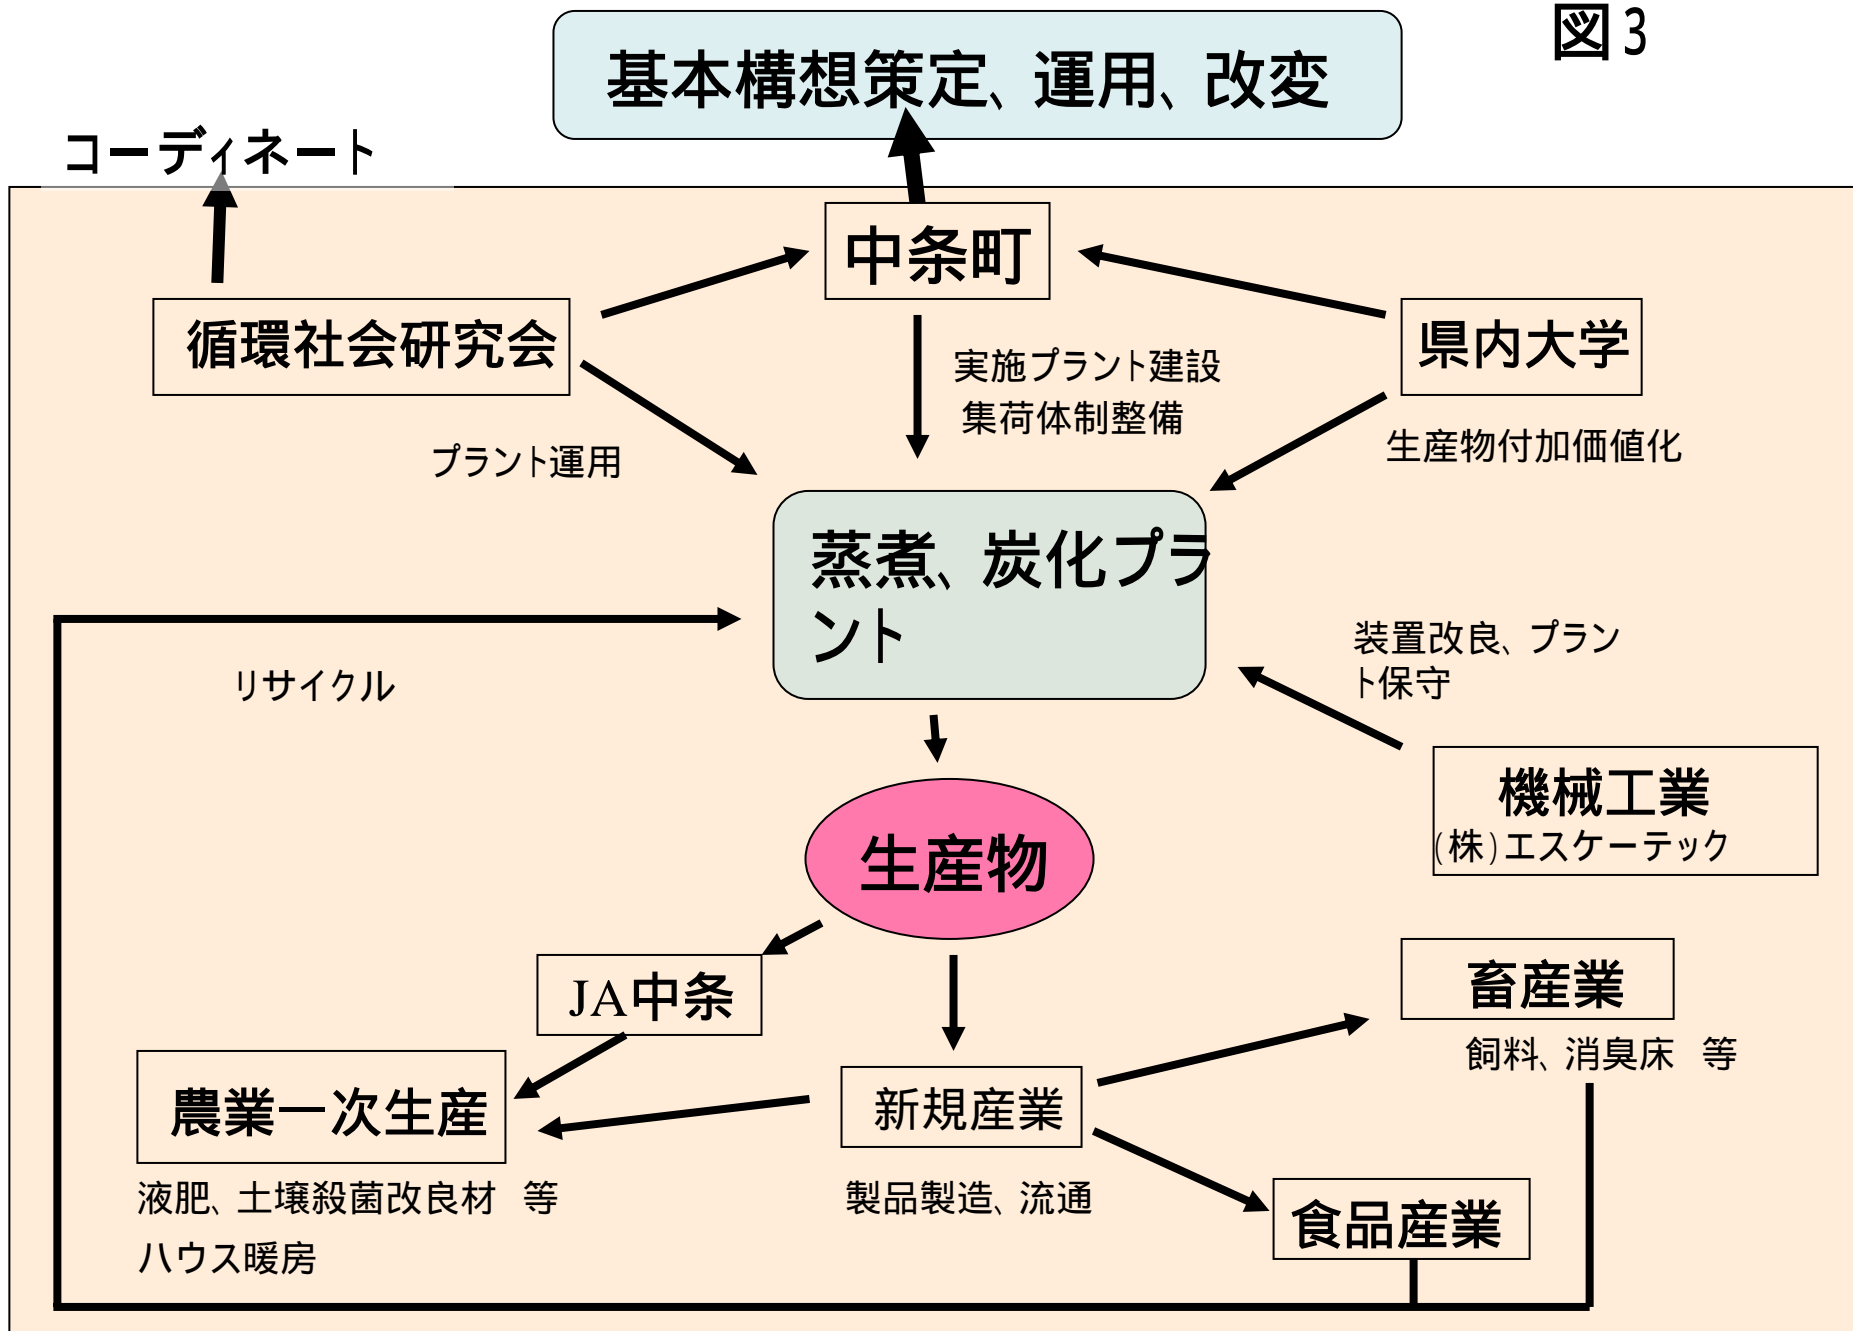 図3
基本構想策定、運用、改変
コーディネート
中条町
循環社会研究会
県内大学
実施プラント建設
集荷体制整備
プラント運用
生産物付加価値化
蒸煮、炭化プラ
ント
装置改良、プラン
ト保守
リサイクル
機械工業
(株)エスケーテック
生産物
JA中条
畜産業
飼料、消臭床 等
農業一次生産
新規産業
液肥、土壌殺菌改良材 等
製品製造、流通
食品産業
ハウス暖房